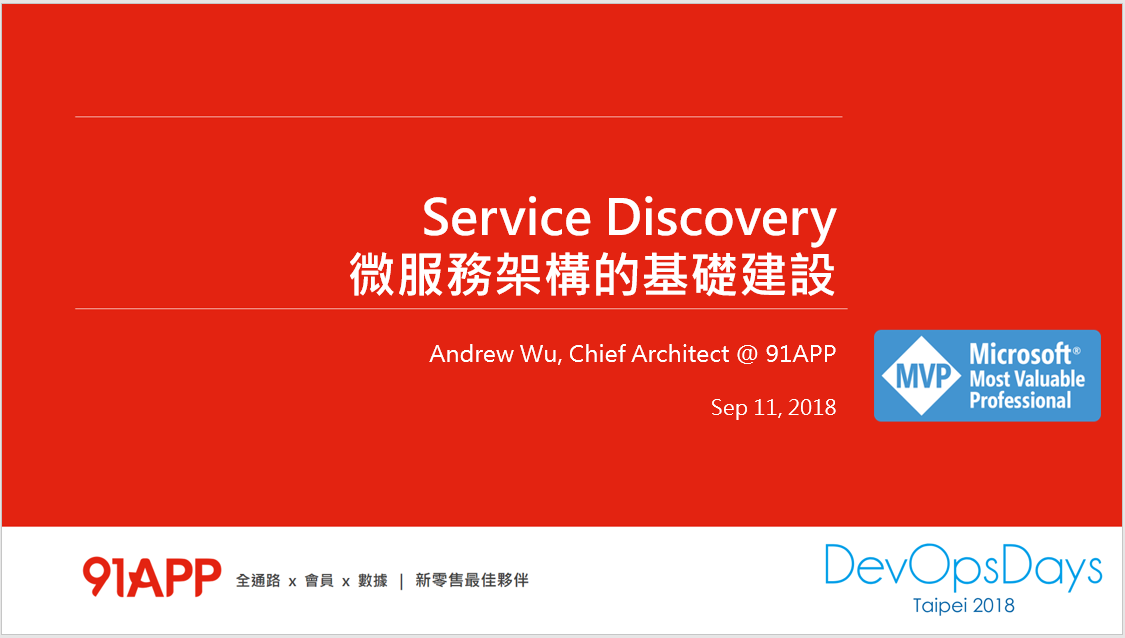 Service Discovery
微服務架構的基礎建設
Andrew Wu, Chief Architect @ 91APP
Sep 11, 2018
MVP
Microsoft®
Most Valuable
Professional
91APP
全通路 x 會員 x 數據 | 新零售最佳夥伴
DevOpsDays
Taipei 2018